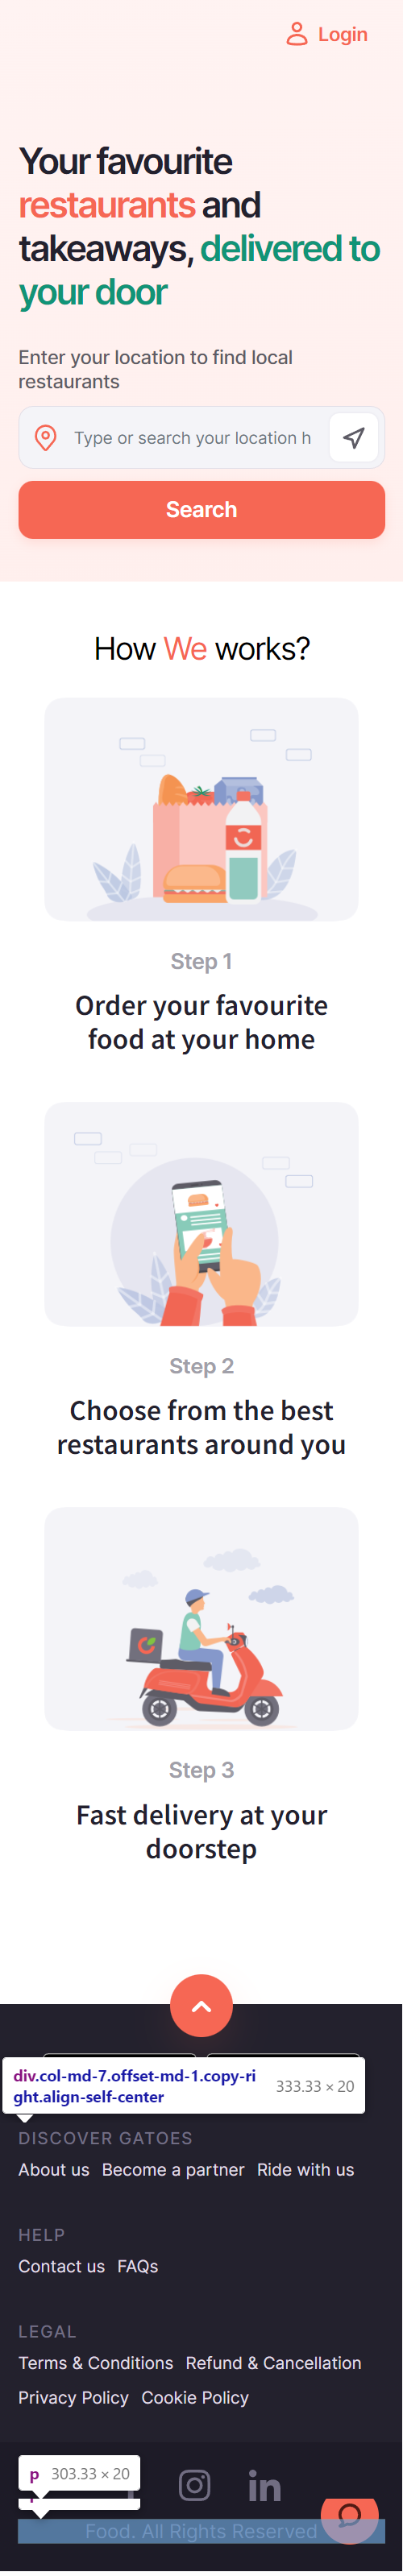 Login
Your favourite
restaurants and
takeaways, delivered to
your door
Enter your location to find local
restaurants
Type or search your location h
Search
How We works?
Step 1
Order your favourite
food at your home
Step 2
Choose from the best
restaurants around you
Step 3
Fast delivery at your
doorstep
div.col-md-7.offset-md-1.copy-ri
ght.align-self-center 333.33 × 20
DISCOVER GATOES
About us Become a partner Ride with us
HELP
Contact us FAQs
LEGAL
Terms & Conditions Refund & Cancellation
Privacy Policy Cookie Policy
p 303.33 × 20
in
Food. All Rights Reserved